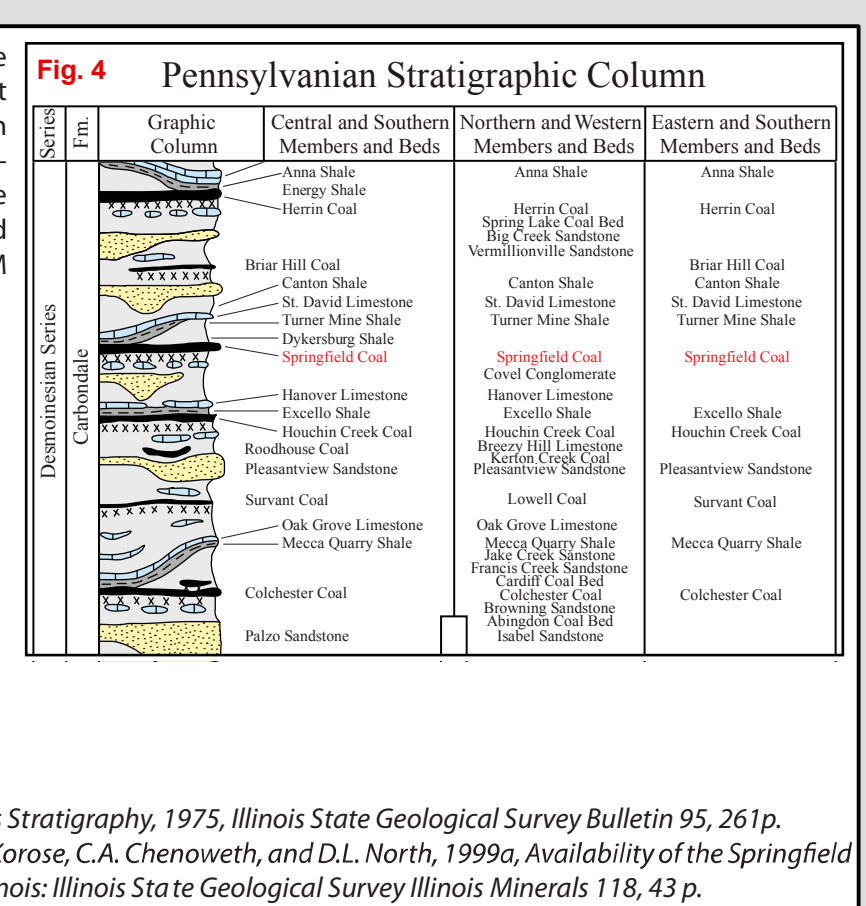 e
t
n
–
e
d
M
Fig. 4
Pennsylvanian Stratigraphic Column
Series
Fm.
Graphic
Column
Central and Southern
Members and Beds
Northern and Western
Members and Beds
Eastern and Southern
Members and Beds
Desmoinesian Series
Carbondale
Anna Shale
Energy Shale
Herrin Coal
Briar Hill Coal
Canton Shale
St. David Limestone
Turner Mine Shale
Dykersburg Shale
Springfield Coal
Hanover Limestone
Excello Shale
Houchin Creek Coal
Roodhouse Coal
Pleasantview Sandstone
Survant Coal
Oak Grove Limestone
Mecca Quarry Shale
Colchester Coal
Palzo Sandstone
Anna Shale
Herrin Coal
Spring Lake Coal Bed
Big Creek Sandstone
Vermillionville Sandstone
Canton Shale
St. David Limestone
Turner Mine Shale
Springfield Coal
Covel Conglomerate
Hanover Limestone
Excello Shale
Houchin Creek Coal
Breezy Hill Limestone
Kerton Creek Coal
Pleasantview Sandstone
Lowell Coal
Oak Grove Limestone
Mecca Quarry Shale
Jake Creek Sanstone
Francis Creek Sandstone
Cardiff Coal Bed
Colchester Coal
Browning Sandstone
Abingdon Coal Bed
Isabel Sandstone
Anna Shale
Herrin Coal
Briar Hill Coal
Canton Shale
St. David Limestone
Turner Mine Shale
Springfield Coal
Excello Shale
Houchin Creek Coal
Pleasantview Sandstone
Survant Coal
Mecca Quarry Shale
Colchester Coal
s Stratigraphy, 1975, Illinois State Geological Survey Bulletin 95, 261p.
Korose, C.A. Chenoweth, and D.L. North, 1999a, Availability of the Springfield
nois: Illinois State Geological Survey Illinois Minerals 118, 43 p.